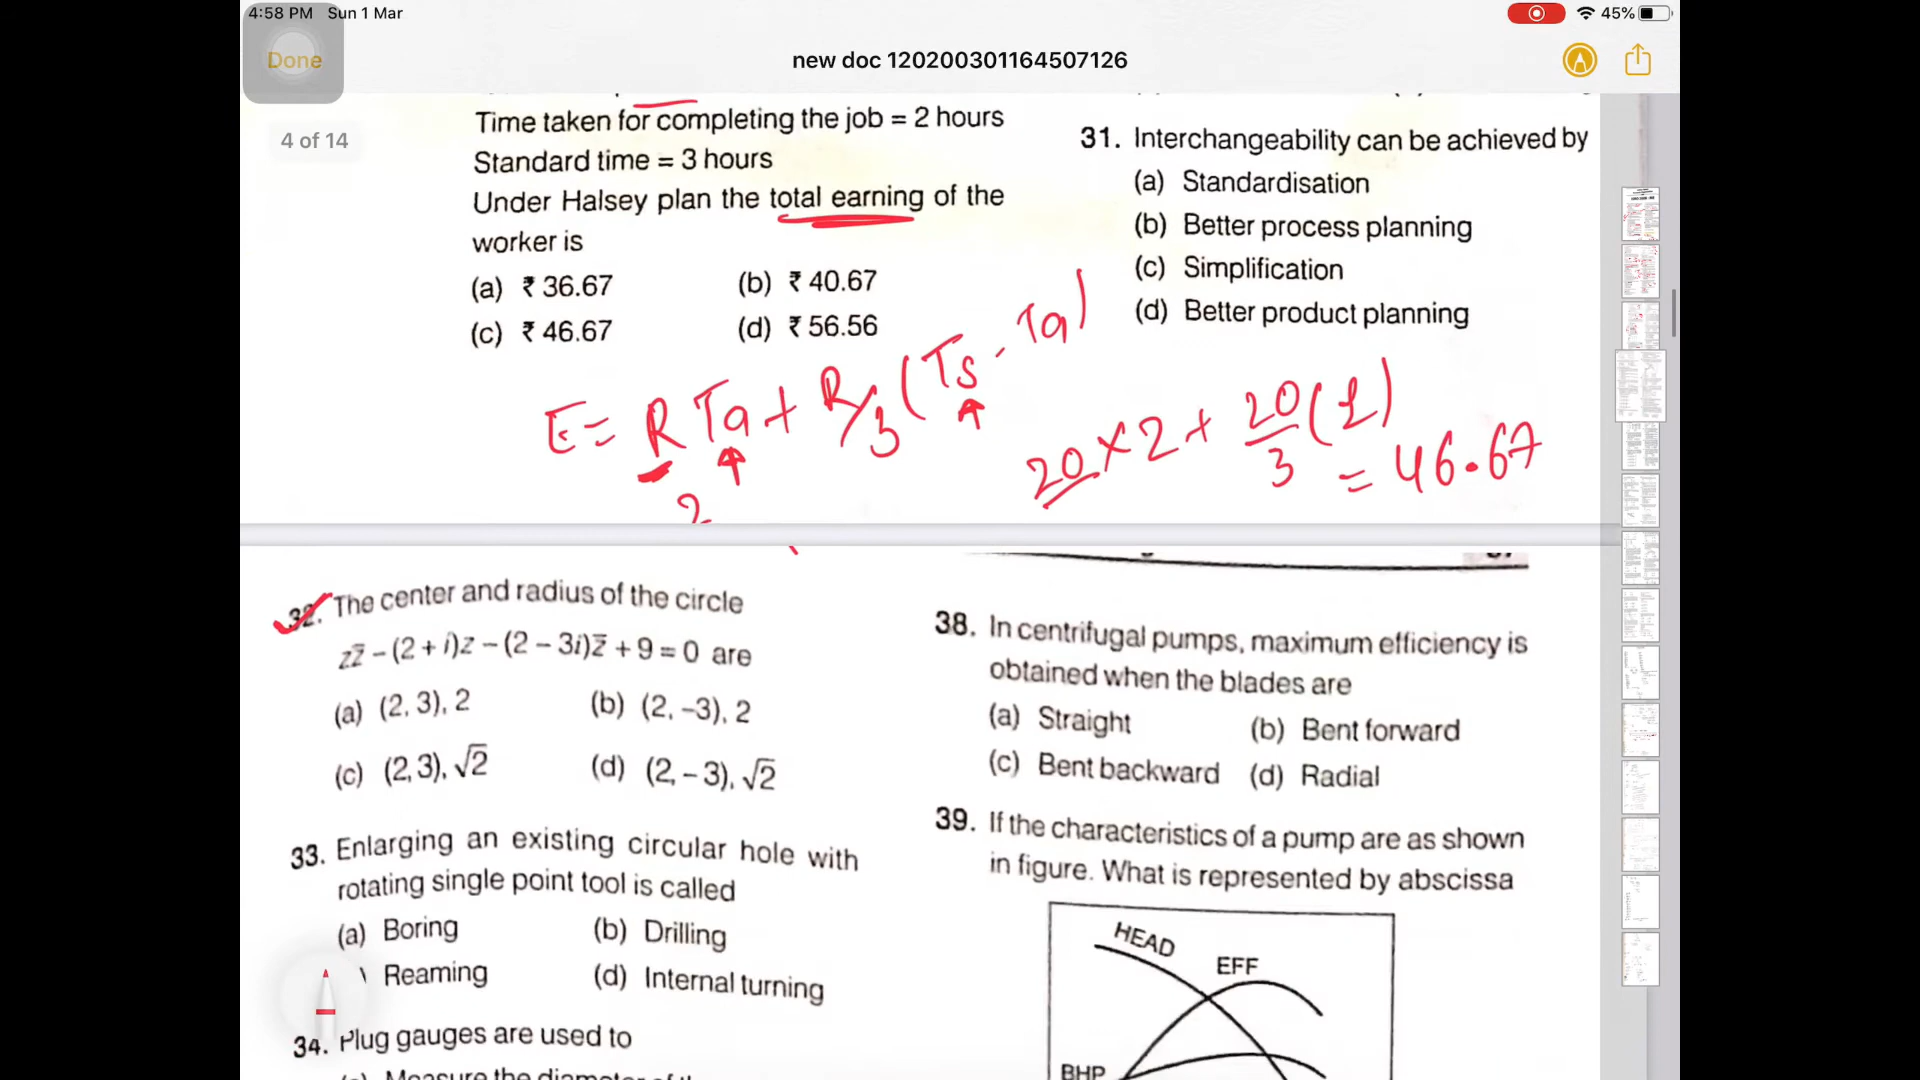 4:58 PM Sun 1 Mar
45%
Done
new doc 120200301164507126
4 of 14
Time taken for completing the job = 2 hours
Standard time = 3 hours
Under Halsey plan the total earning of the
worker is
(a) ₹ 36.67 (b) ₹ 40.67
(c) ₹ 46.67 (d) ₹ 56.56
E = R Ta + R/3 (Ts - Ta)
2
31. Interchangeability can be achieved by
(a) Standardisation
(b) Better process planning
(c) Simplification
(d) Better product planning
20 × 2 + 20/3 (1)
= 46.67
32. The center and radius of the circle
zz̅ – (2 + i)z – (2 – 3i)z̅ + 9 = 0 are
(a) (2, 3), 2 (b) (2, –3), 2
(c) (2, 3), √2 (d) (2, – 3), √2
33. Enlarging an existing circular hole with
rotating single point tool is called
(a) Boring (b) Drilling
Reaming (d) Internal turning
34. Plug gauges are used to
38. In centrifugal pumps, maximum efficiency is
obtained when the blades are
(a) Straight (b) Bent forward
(c) Bent backward (d) Radial
39. If the characteristics of a pump are as shown
in figure. What is represented by abscissa
HEAD
EFF
BHP